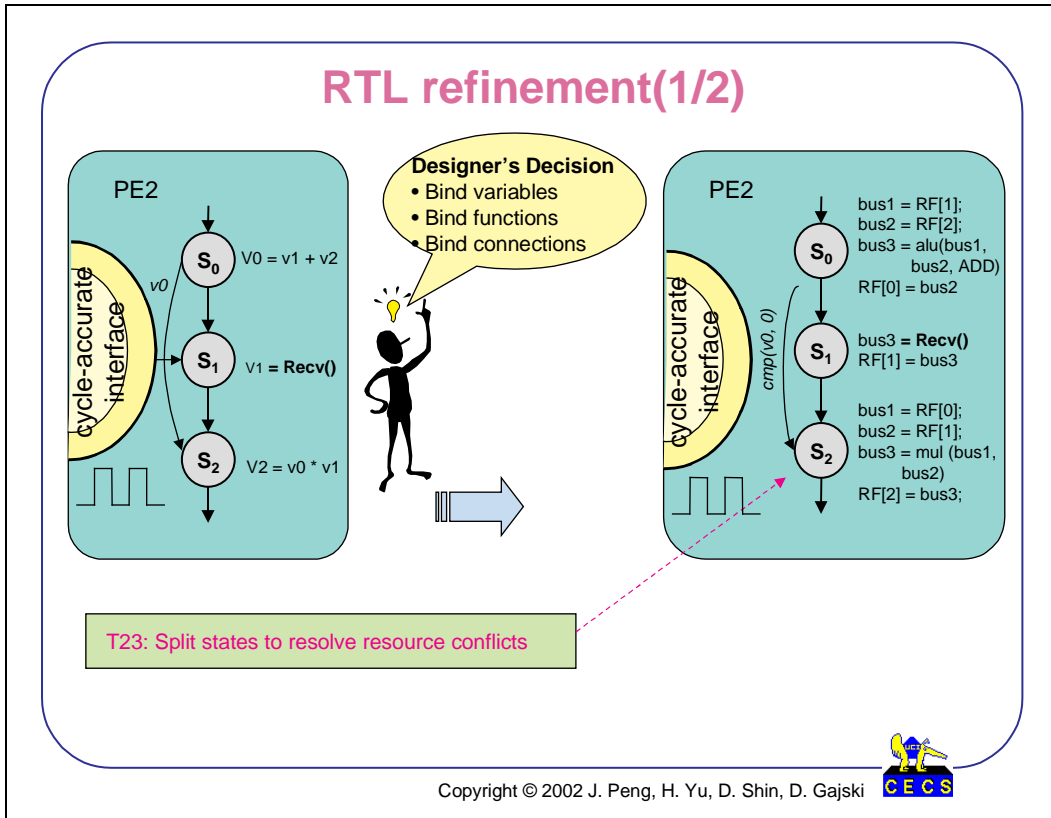 RTL refinement(1/2)
PE2
cycle-accurate
interface
v0
S0
V0 = v1 + v2
S1
V1 = Recv()
S2
V2 = v0 * v1
Designer's Decision
• Bind variables
• Bind functions
• Bind connections
PE2
cycle-accurate
interface
cmp(v0, 0)
S0
bus1 = RF[1];
bus2 = RF[2];
bus3 = alu(bus1,
bus2, ADD)
RF[0] = bus2
S1
bus3 = Recv()
RF[1] = bus3
S2
bus1 = RF[0];
bus2 = RF[1];
bus3 = mul (bus1,
bus2)
RF[2] = bus3;
T23: Split states to resolve resource conflicts
Copyright © 2002 J. Peng, H. Yu, D. Shin, D. Gajski
UCI
CECS